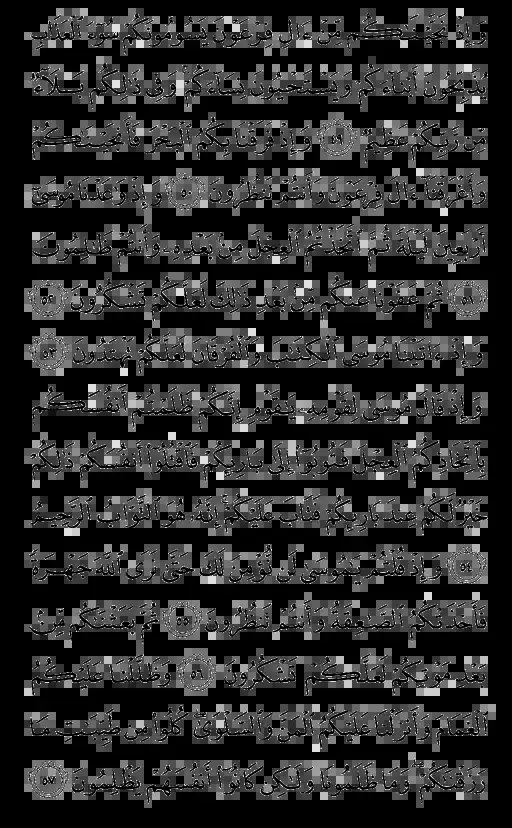 وَإِذْ نَجَّيْنَٰكُم مِّنْ ءَالِ فِرْعَوْنَ يَسُومُونَكُمْ سُوٓءَ ٱلْعَذَابِ
يُذَبِّحُونَ أَبْنَآءَكُمْ وَيَسْتَحْيُونَ نِسَآءَكُمْ وَفِى ذَٰلِكُم بَلَآءٌ
مِّن رَّبِّكُمْ عَظِيمٌ ٤٩ وَإِذْ فَرَقْنَا بِكُمُ ٱلْبَحْرَ فَأَنجَيْنَٰكُمْ
وَأَغْرَقْنَآ ءَالَ فِرْعَوْنَ وَأَنتُمْ تَنظُرُونَ ٥٠ وَإِذْ وَٰعَدْنَا مُوسَىٰٓ
أَرْبَعِينَ لَيْلَةً ثُمَّ ٱتَّخَذْتُمُ ٱلْعِجْلَ مِنۢ بَعْدِهِۦ وَأَنتُمْ ظَٰلِمُونَ
٥١ ثُمَّ عَفَوْنَا عَنكُم مِّنۢ بَعْدِ ذَٰلِكَ لَعَلَّكُمْ تَشْكُرُونَ ٥٢
وَإِذْ ءَاتَيْنَا مُوسَى ٱلْكِتَٰبَ وَٱلْفُرْقَانَ لَعَلَّكُمْ تَهْتَدُونَ ٥٣
وَإِذْ قَالَ مُوسَىٰ لِقَوْمِهِۦ يَٰقَوْمِ إِنَّكُمْ ظَلَمْتُمْ أَنفُسَكُم
بِٱتِّخَاذِكُمُ ٱلْعِجْلَ فَتُوبُوٓا۟ إِلَىٰ بَارِئِكُمْ فَٱقْتُلُوٓا۟ أَنفُسَكُمْ ذَٰلِكُمْ
خَيْرٌ لَّكُمْ عِندَ بَارِئِكُمْ فَتَابَ عَلَيْكُمْ إِنَّهُۥ هُوَ ٱلتَّوَّابُ ٱلرَّحِيمُ
٥٤ وَإِذْ قُلْتُمْ يَٰمُوسَىٰ لَن نُّؤْمِنَ لَكَ حَتَّىٰ نَرَى ٱللَّهَ جَهْرَةً
فَأَخَذَتْكُمُ ٱلصَّٰعِقَةُ وَأَنتُمْ تَنظُرُونَ ٥٥ ثُمَّ بَعَثْنَٰكُم مِّنۢ
بَعْدِ مَوْتِكُمْ لَعَلَّكُمْ تَشْكُرُونَ ٥٦ وَظَلَّلْنَا عَلَيْكُمُ
ٱلْغَمَامَ وَأَنزَلْنَا عَلَيْكُمُ ٱلْمَنَّ وَٱلسَّلْوَىٰ كُلُوا۟ مِن طَيِّبَٰتِ مَا
رَزَقْنَٰكُمْ وَمَا ظَلَمُونَا وَلَٰكِن كَانُوٓا۟ أَنفُسَهُمْ يَظْلِمُونَ ٥٧